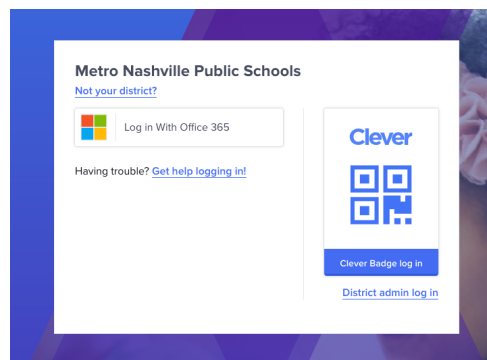 Metro Nashville Public Schools
Not your district?
Log in With Office 365
Having trouble? Get help logging in!
Clever
Clever Badge log in
District admin log in